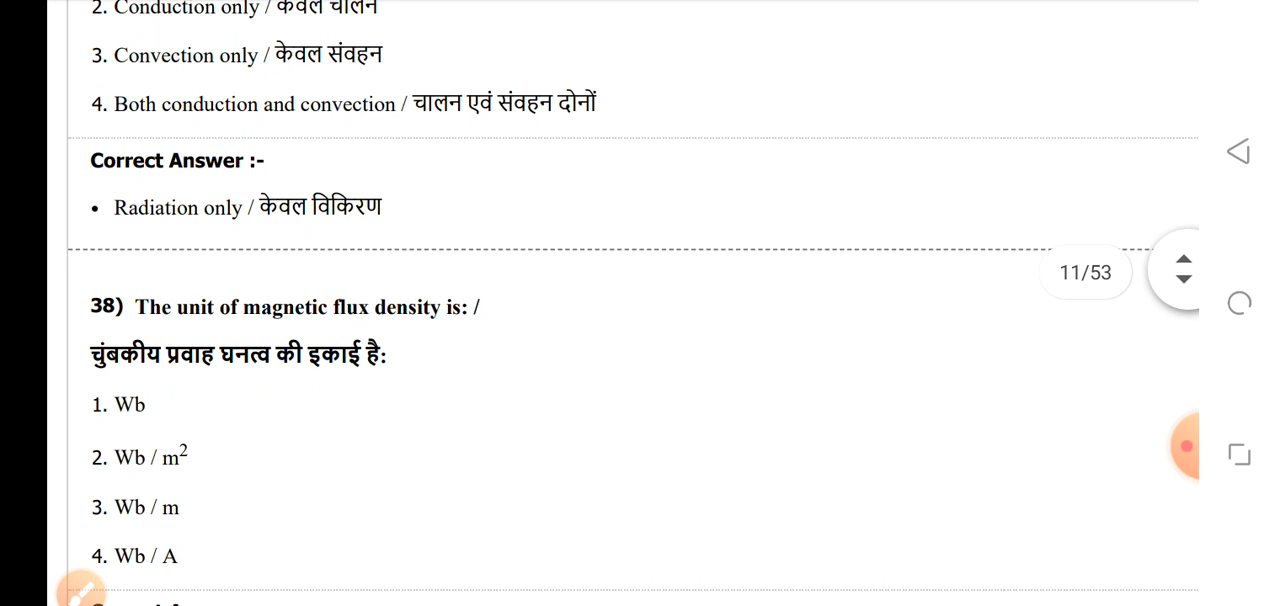 2. Conduction only / केवल चालन
3. Convection only / केवल संवहन
4. Both conduction and convection / चालन एवं संवहन दोनों
Correct Answer :-
• Radiation only / केवल विकिरण
11/53
38) The unit of magnetic flux density is: /
चुंबकीय प्रवाह घनत्व की इकाई है:
1. Wb
2. Wb / m²
3. Wb / m
4. Wb / A